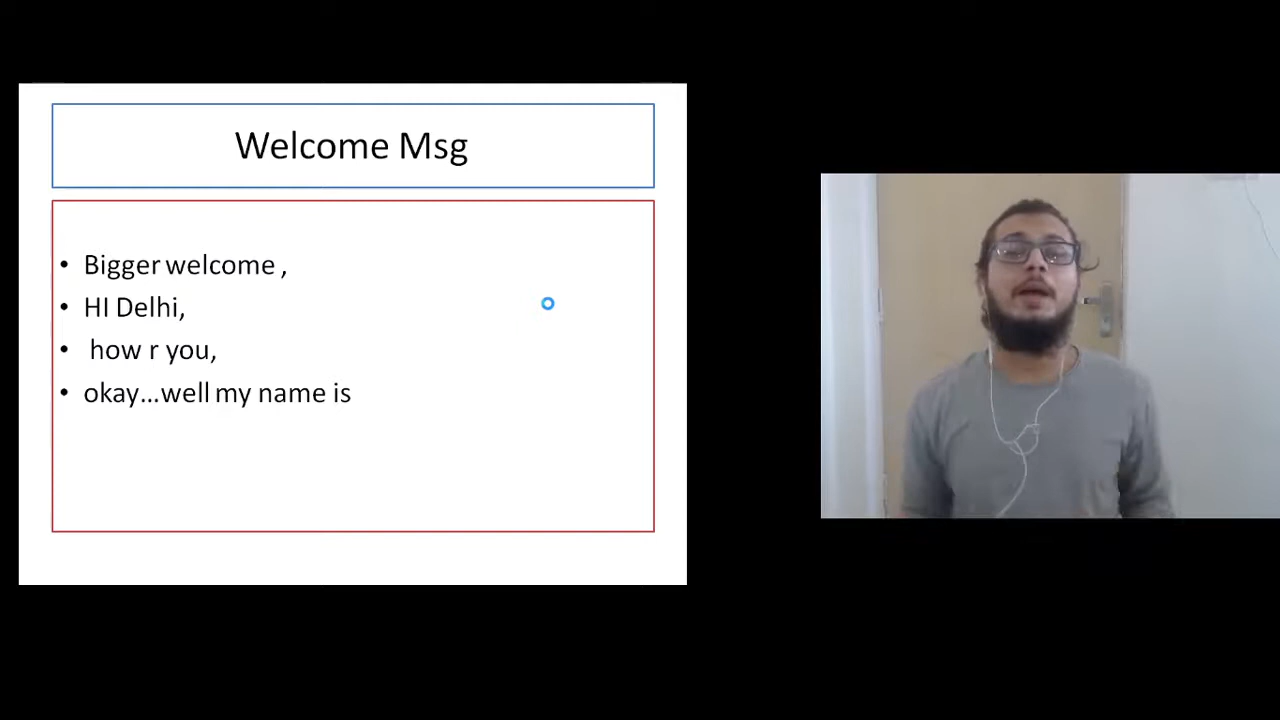 Welcome Msg
• Bigger welcome ,
• HI Delhi,
• how r you,
• okay...well my name is